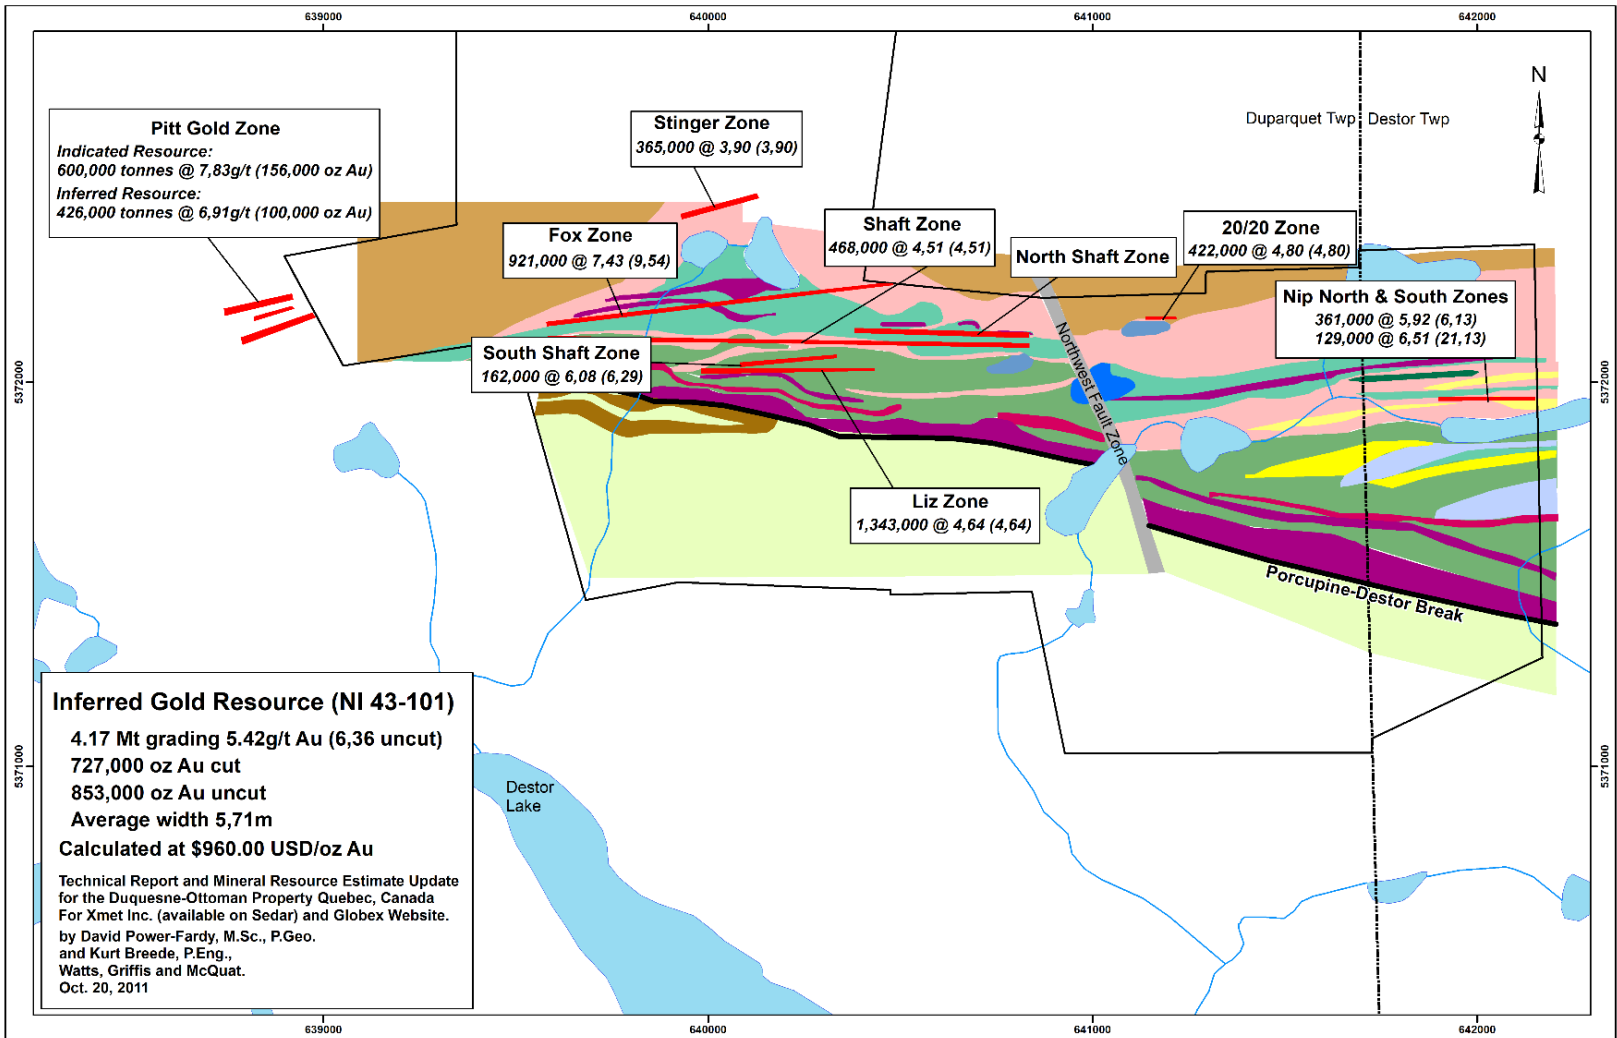 639000
640000
641000
642000
N
Duparquet Twp
Destor Twp
Pitt Gold Zone
Indicated Resource:
600,000 tonnes @ 7,83g/t (156,000 oz Au)
Inferred Resource:
426,000 tonnes @ 6,91g/t (100,000 oz Au)
Stinger Zone
365,000 @ 3,90 (3,90)
Fox Zone
921,000 @ 7,43 (9,54)
Shaft Zone
468,000 @ 4,51 (4,51)
North Shaft Zone
20/20 Zone
422,000 @ 4,80 (4,80)
Nip North & South Zones
361,000 @ 5,92 (6,13)
129,000 @ 6,51 (21,13)
South Shaft Zone
162,000 @ 6,08 (6,29)
5372000
5372000
Northwest Fault Zone
Liz Zone
1,343,000 @ 4,64 (4,64)
Porcupine-Destor Break
Inferred Gold Resource (NI 43-101)
4.17 Mt grading 5.42g/t Au (6,36 uncut)
727,000 oz Au cut
853,000 oz Au uncut
Average width 5,71m
Calculated at $960.00 USD/oz Au
Technical Report and Mineral Resource Estimate Update
for the Duquesne-Ottoman Property Quebec, Canada
For Xmet Inc. (available on Sedar) and Globex Website.
by David Power-Fardy, M.Sc., P.Geo.
and Kurt Breede, P.Eng.,
Watts, Griffis and McQuat.
Oct. 20, 2011
Destor
Lake
5371000
5371000
639000
640000
641000
642000